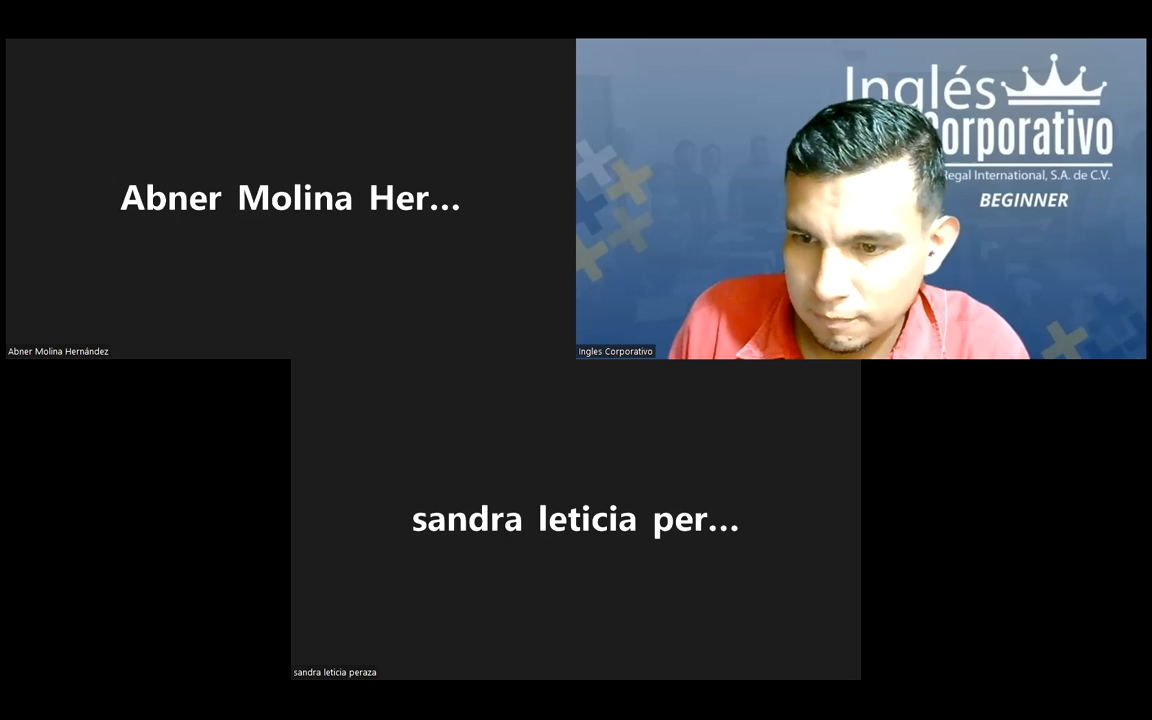 Abner Molina Her...
Abner Molina Hernández
Inglés
Corporativo
Regal International, S.A. de C.V.
BEGINNER
Ingles Corporativo
sandra leticia per...
sandra leticia peraza